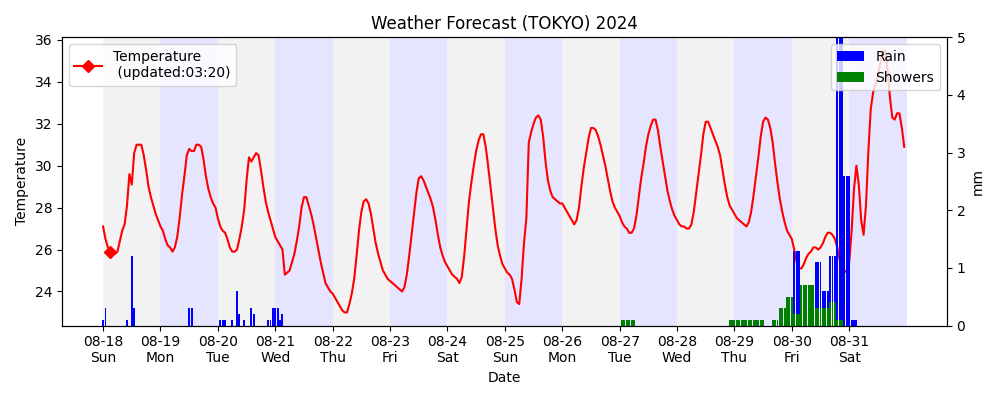 Weather Forecast (TOKYO) 2024
Temperature
(updated:03:20)
Rain
Showers
36
34
32
30
28
26
24
Temperature
5
4
3
2
1
0
mm
08-18 08-19 08-20 08-21 08-22 08-23 08-24 08-25 08-26 08-27 08-28 08-29 08-30 08-31
Sun Mon Tue Wed Thu Fri Sat Sun Mon Tue Wed Thu Fri Sat
Date